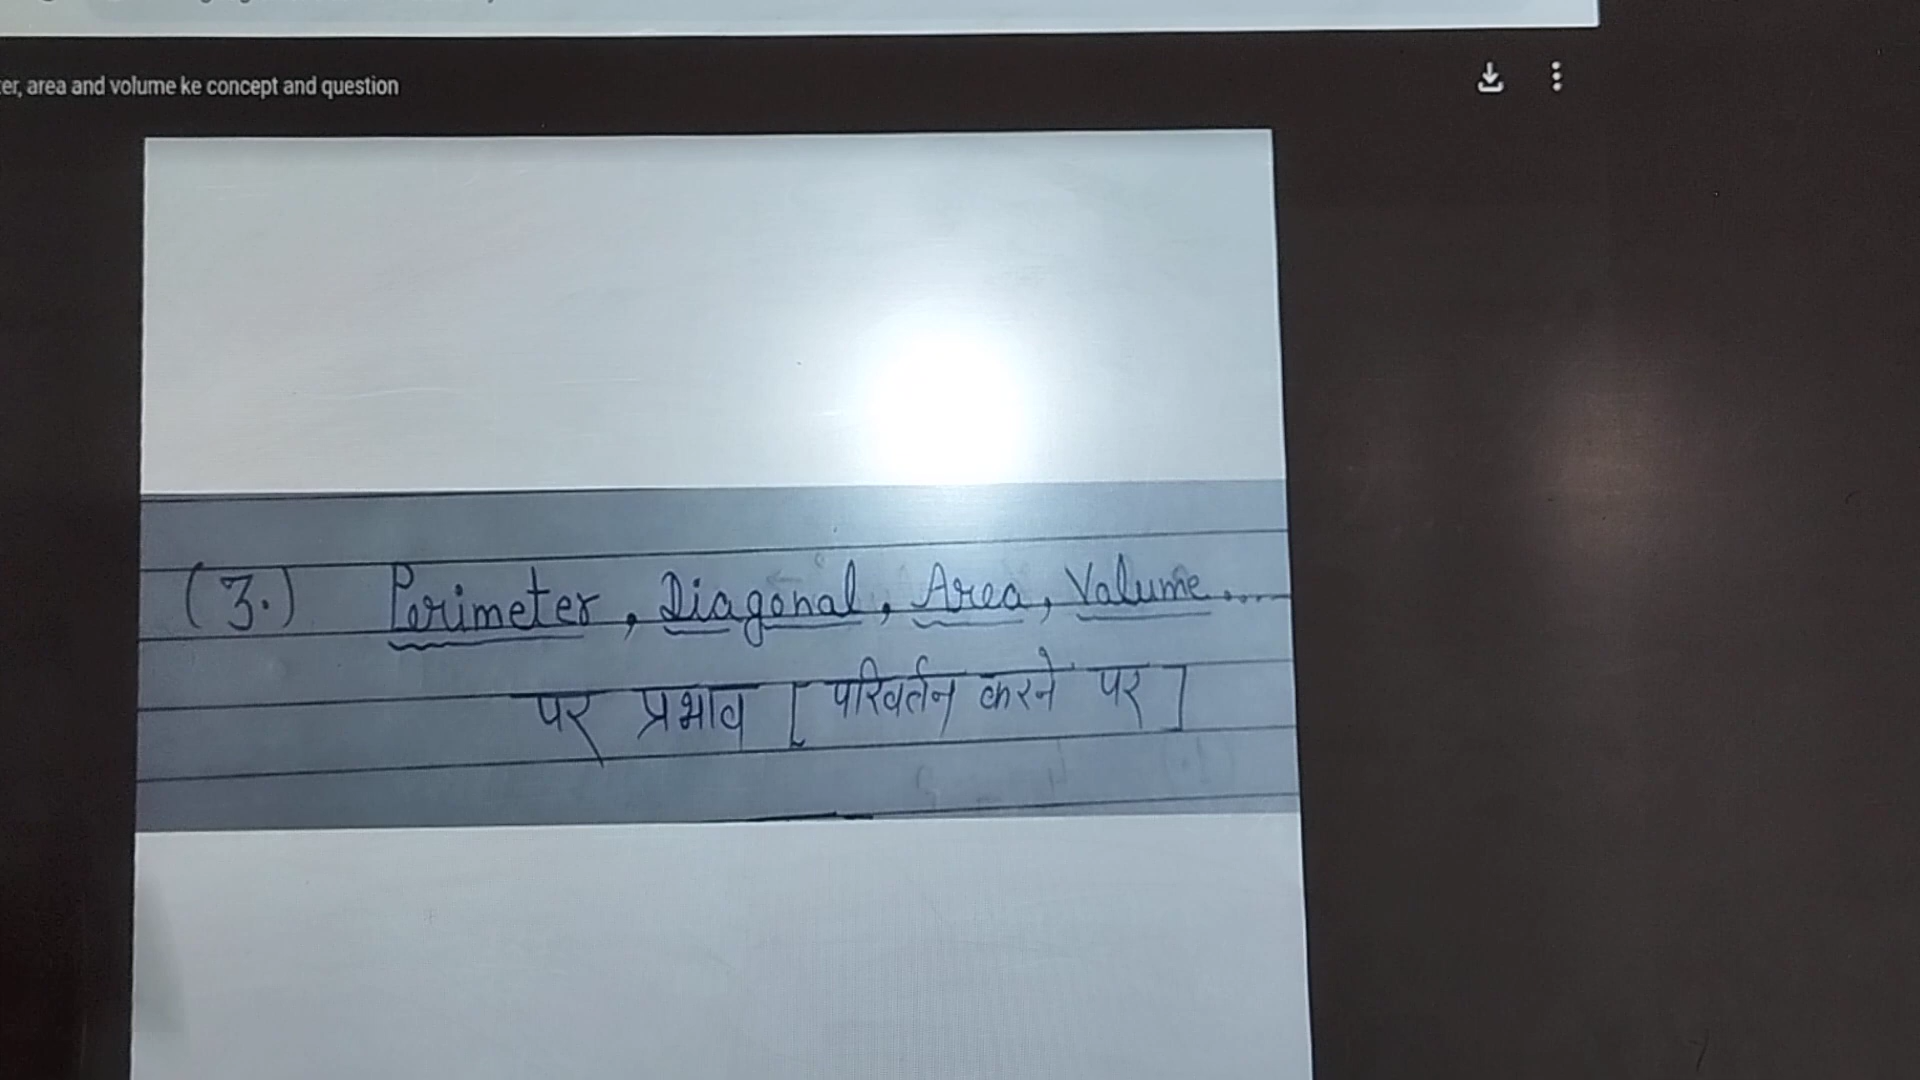 er, area and volume ke concept and question
(3.) Perimeter, Diagonal, Area, Volume....
पर प्रभाव [परिवर्तन करने पर]